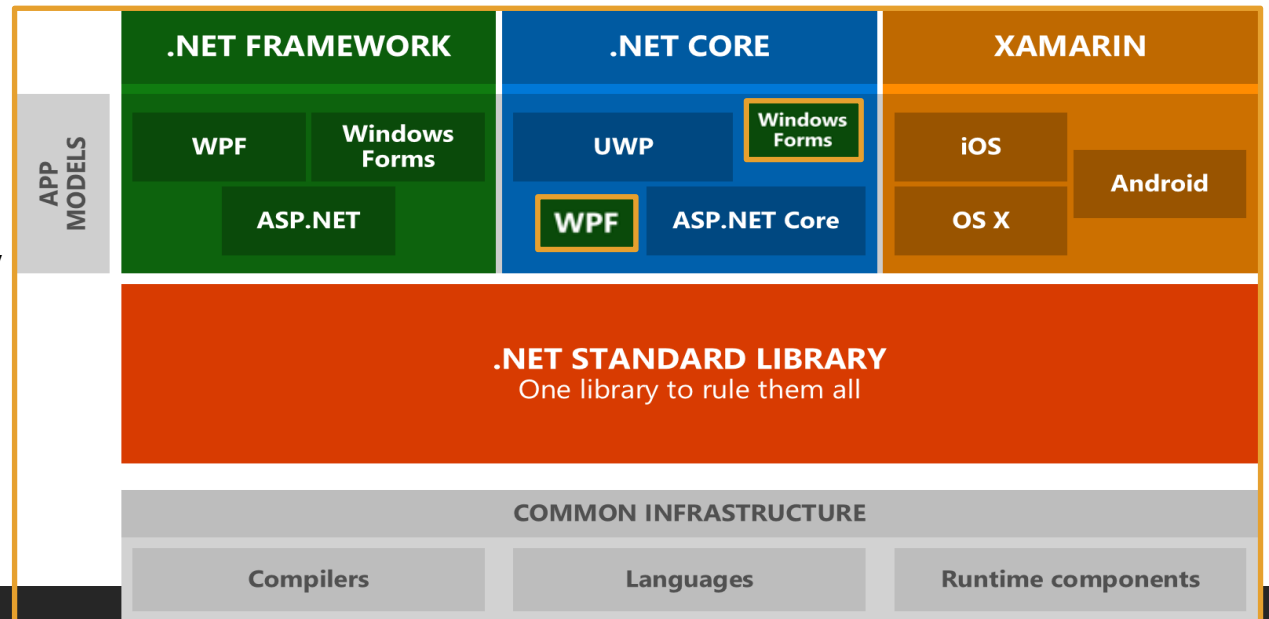 .NET FRAMEWORK
.NET CORE
XAMARIN
APP
MODELS
WPF
Windows
Forms
ASP.NET
UWP
Windows
Forms
WPF
ASP.NET Core
iOS
Android
OS X
.NET STANDARD LIBRARY
One library to rule them all
COMMON INFRASTRUCTURE
Compilers
Languages
Runtime components